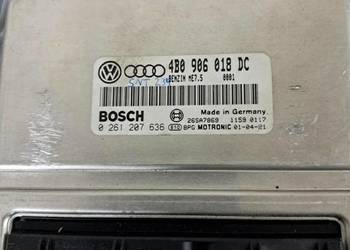 4B0 906 018 DC
BENZIN ME7.5 0001
Made in Germany
BOSCH 26SA7869 1159 0117
0 261 207 636 BPG MOTRONIC 01-04-21